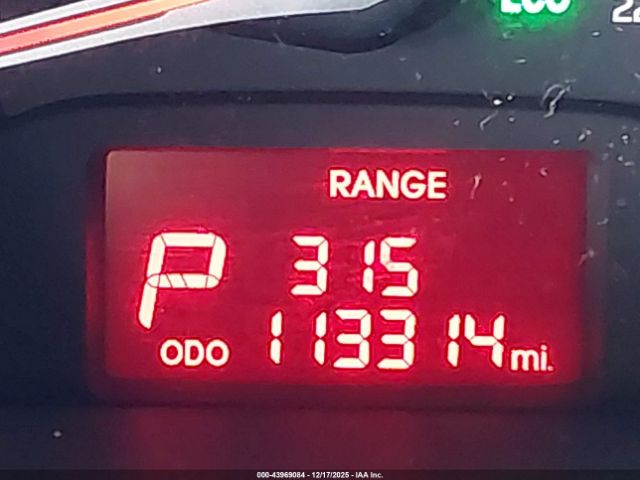 ECO
RANGE
P 315
ODO 113314 mi.
000-43969084 - 12/17/2025 - IAA Inc.